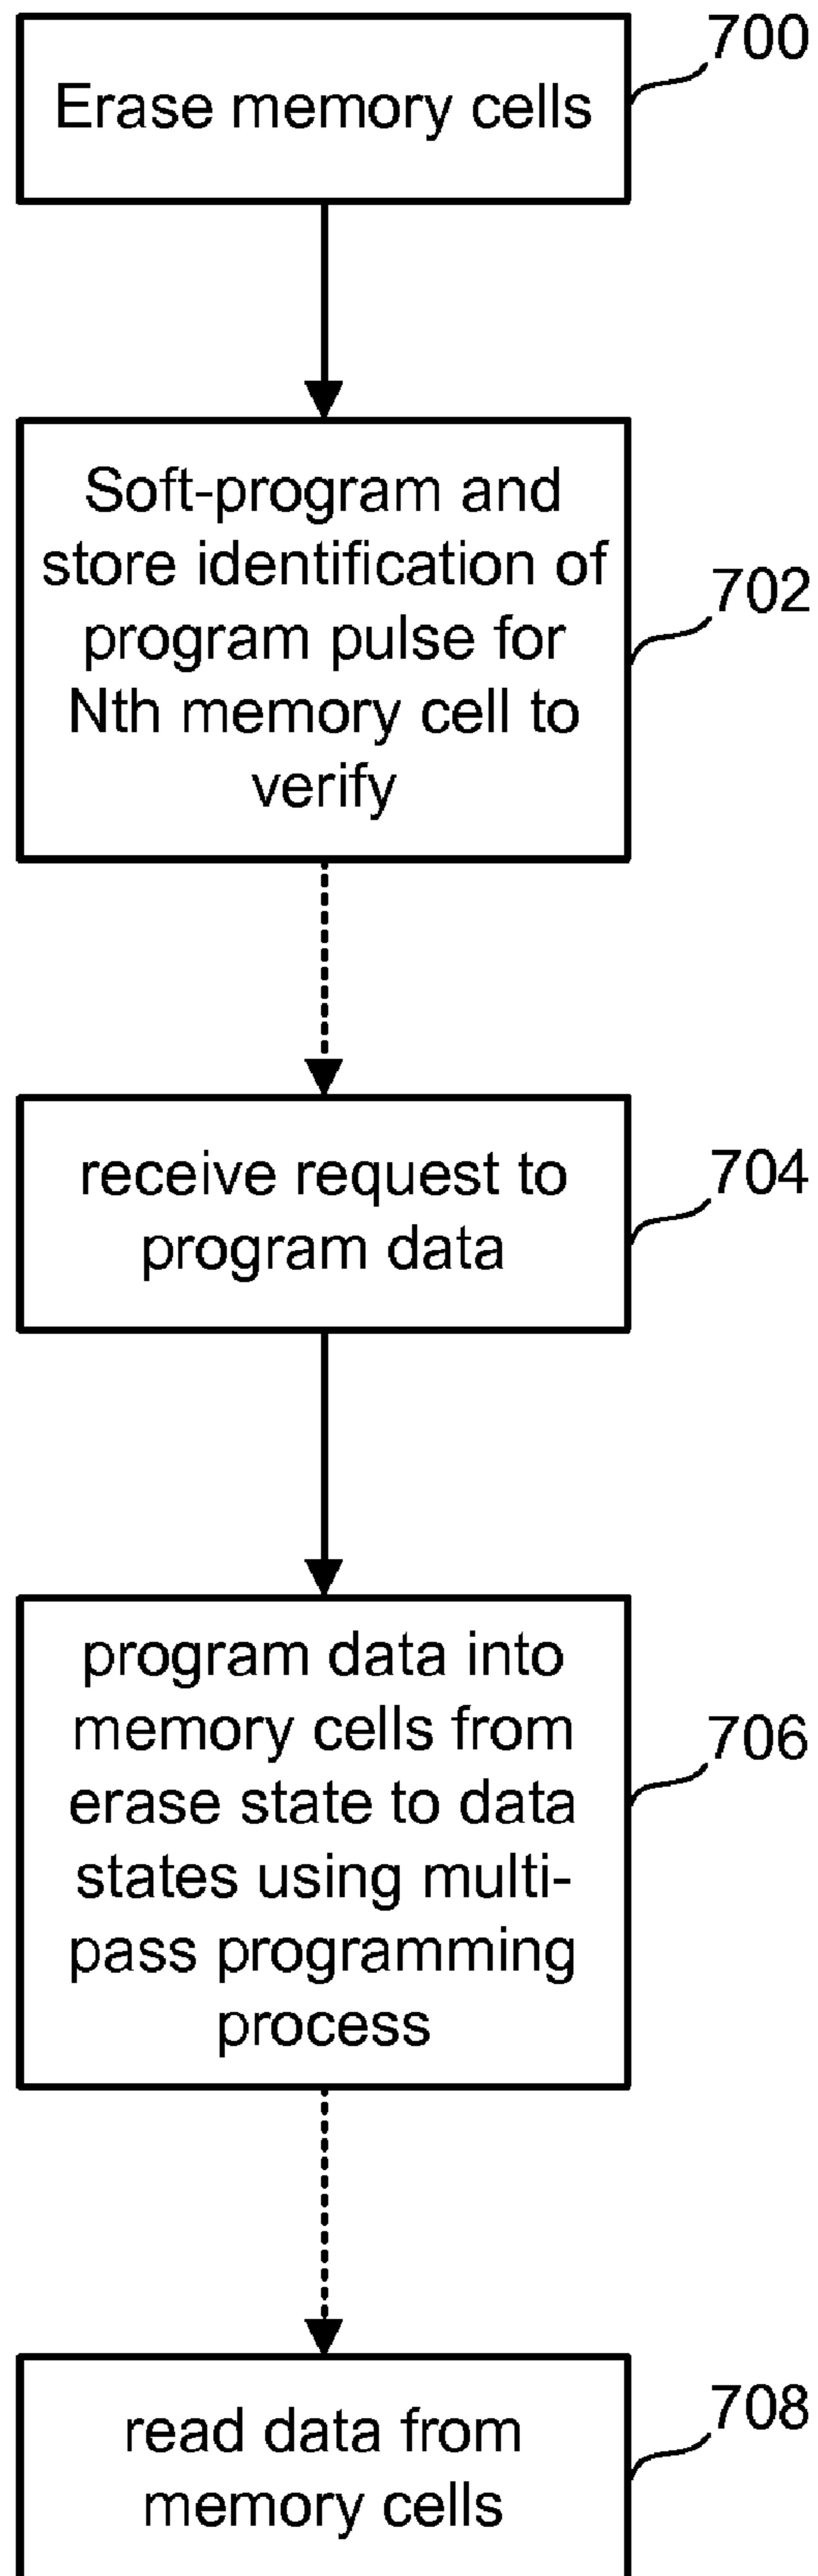 700
Erase memory cells
Soft-program and
store identification of
program pulse for
Nth memory cell to
verify
702
receive request to
program data
704
program data into
memory cells from
erase state to data
states using multi-
pass programming
process
706
read data from
memory cells
708